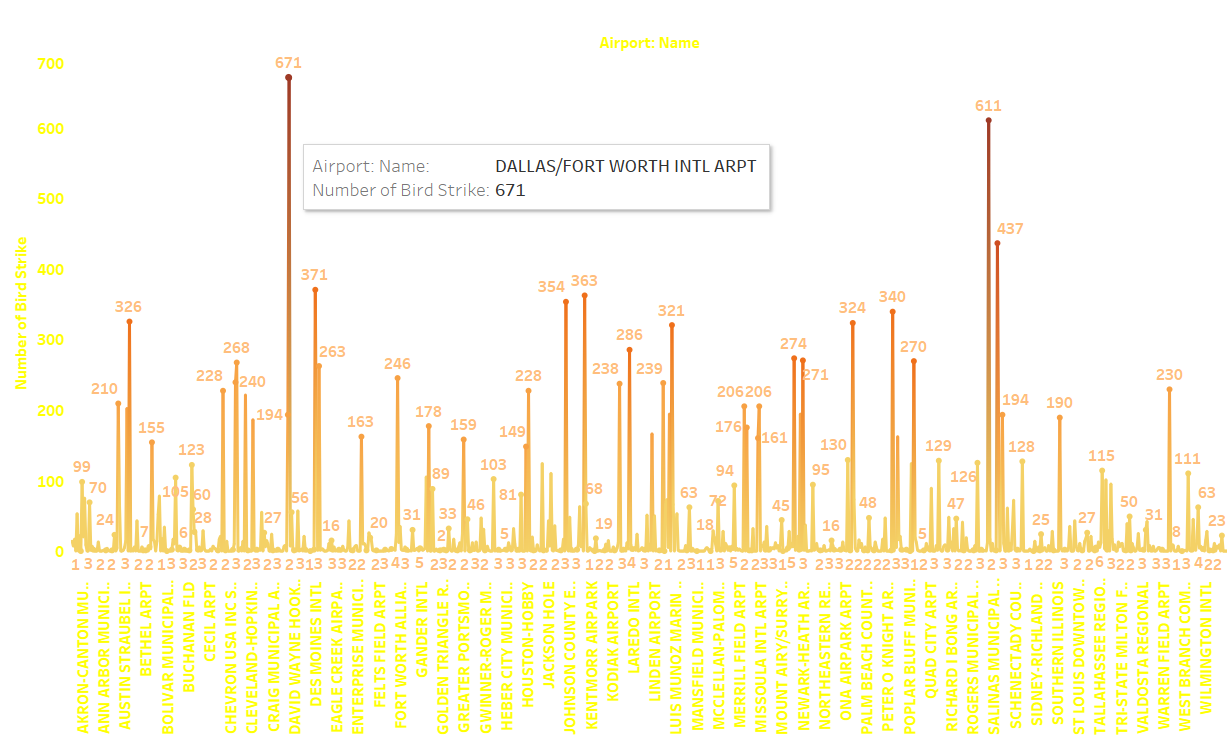 Airport: Name
Number of Bird Strike
700
600
500
400
300
200
100
0
671
611
Airport: Name: DALLAS/FORT WORTH INTL ARPT
Number of Bird Strike: 671
437
371
354
363
326
321
324
340
286
268
263
274
271
270
246
240
228
228
238
239
230
210
206
206
194
194
190
178
176
163
161
159
155
149
130
129
128
126
123
115
111
105
103
99
95
94
89
81
72
70
68
63
63
60
56
50
48
47
46
45
33
31
31
28
27
27
25
24
23
20
19
18
16
16
8
7
6
5
5
2
AKRON-CANTON MU..
ANN ARBOR MUNICI..
AUSTIN STRAUBEL I..
BETHEL ARPT
BOLIVAR MUNICIPAL..
BUCHANAN FLD
CECIL ARPT
CHEVRON USA INC S..
CLEVELAND-HOPKIN..
CRAIG MUNICIPAL A..
DAVID WAYNE HOOK..
DES MOINES INTL
EAGLE CREEK AIRPA..
ENTERPRISE MUNICI..
FELTS FIELD ARPT
FORT WORTH ALLIA..
GANDER INTL
GOLDEN TRIANGLE R..
GREATER PORTSMO..
GWINNER-ROGER M..
HEBER CITY MUNICI..
HOUSTON-HOBBY
JACKSON HOLE
JOHNSON COUNTY E..
KENTMORR AIRPARK
KODIAK ARPT
LAREDO INTL
LINDEN AIRPORT
LUIS MUNOZ MARIN ..
MANSFIELD MUNICI..
MCCLELLAN-PALOM..
MERRILL FIELD ARPT
MISSOULA INTL ARPT
MOUNT AIRY/SURRY..
NEWARK-HEATH AR..
NORTHEASTERN RE..
ONA AIRPARK ARPT
PALM BEACH COUNT..
PETER O KNIGHT AR..
POPLAR BLUFF MUNI..
QUAD CITY ARPT
RICHARD I BONG AR..
ROGERS MUNCIPAL..
SALINAS MUNICIPAL..
SCHENECTADY COU..
SIDNEY-RICHLAND ..
SOUTHERN ILLINOIS
ST LOUIS DOWNTOW..
TALLAHASSEE REGIO..
TRI-STATE MILTON F..
VALDOSTA REGIONAL
WARREN FIELD ARPT
WEST BRANCH COM..
WILMINGTON